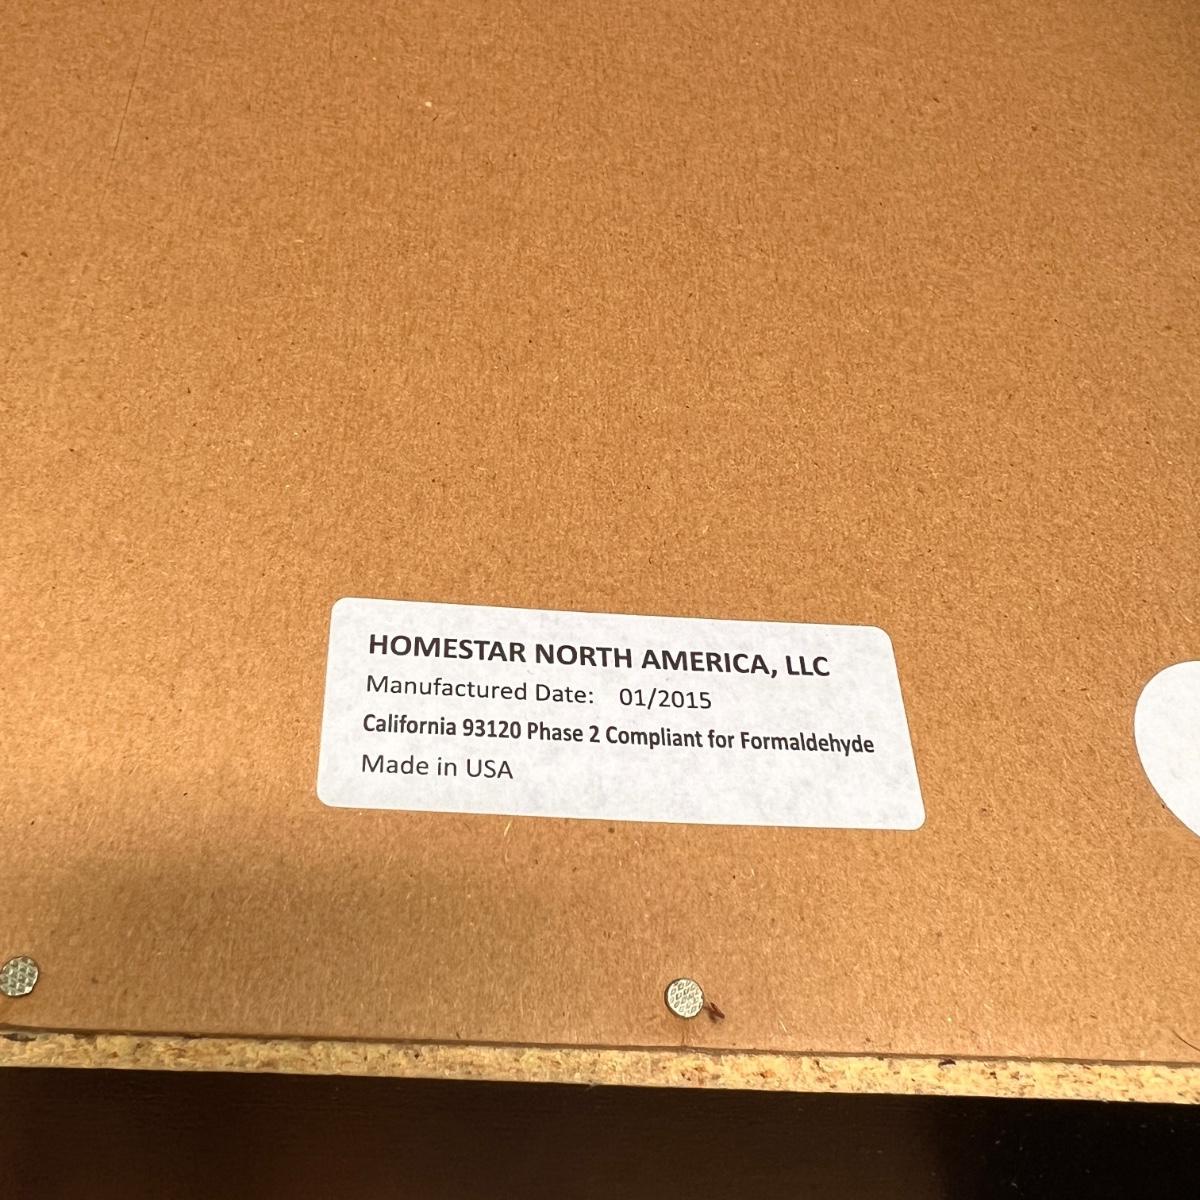 HOMESTAR NORTH AMERICA, LLC
Manufactured Date: 01/2015
California 93120 Phase 2 Compliant for Formaldehyde
Made in USA